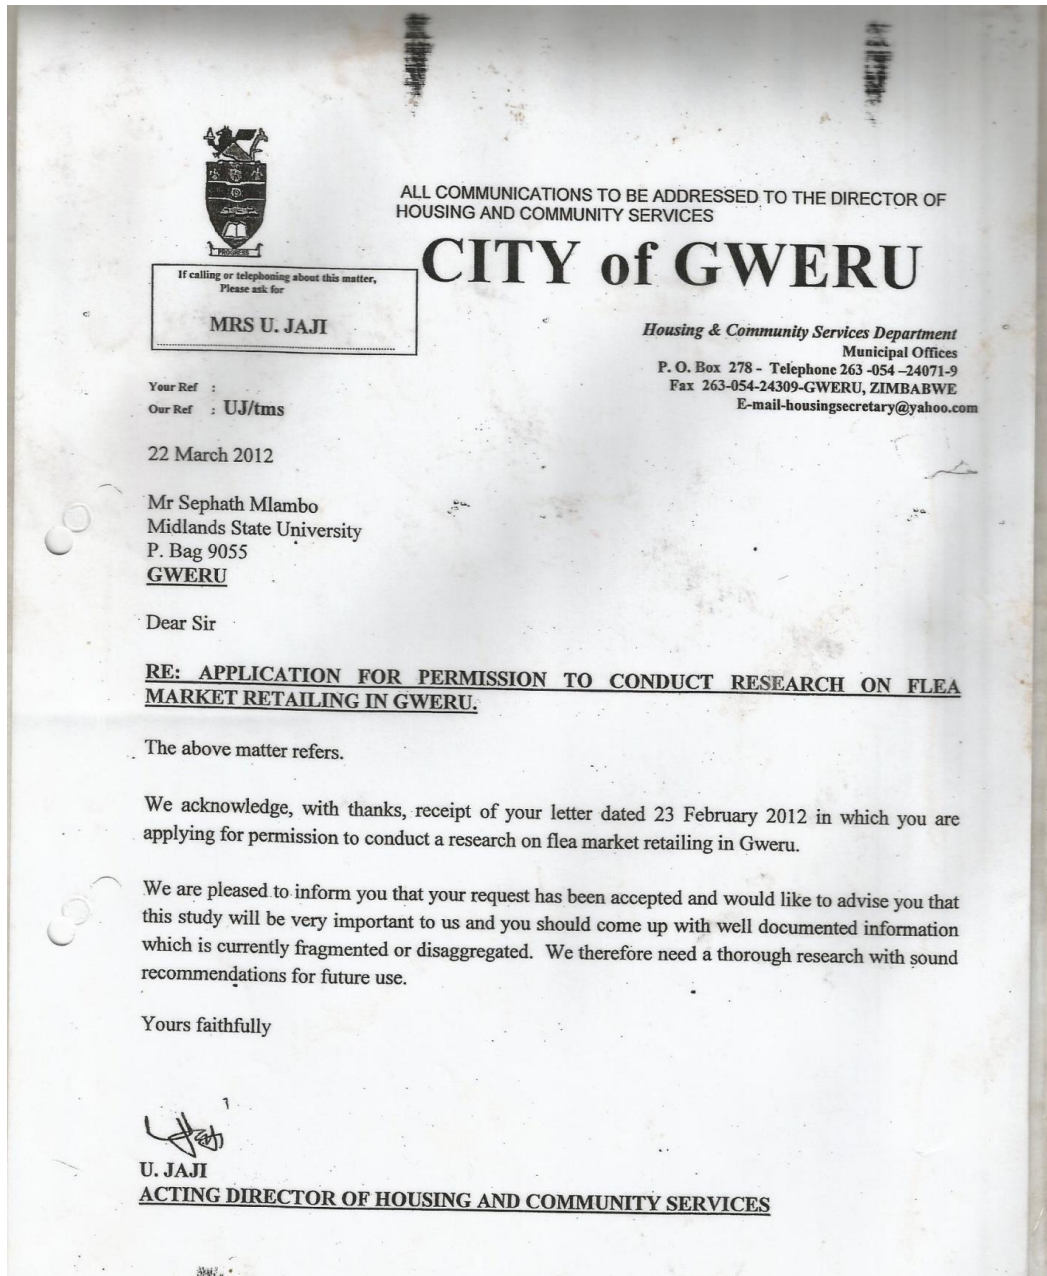 PROGRESS
ALL COMMUNICATIONS TO BE ADDRESSED TO THE DIRECTOR OF
HOUSING AND COMMUNITY SERVICES
CITY of GWERU
If calling or telephoning about this matter,
Please ask for
MRS U. JAJI
Housing & Community Services Department
Municipal Offices
P. O. Box 278 - Telephone 263 -054 –24071-9
Fax 263-054-24309-GWERU, ZIMBABWE
E-mail-housingsecretary@yahoo.com
Your Ref :
Our Ref : UJ/tms
22 March 2012
Mr Sephath Mlambo
Midlands State University
P. Bag 9055
GWERU
Dear Sir
RE: APPLICATION FOR PERMISSION TO CONDUCT RESEARCH ON FLEA
MARKET RETAILING IN GWERU.
The above matter refers.
We acknowledge, with thanks, receipt of your letter dated 23 February 2012 in which you are
applying for permission to conduct a research on flea market retailing in Gweru.
We are pleased to inform you that your request has been accepted and would like to advise you that
this study will be very important to us and you should come up with well documented information
which is currently fragmented or disaggregated. We therefore need a thorough research with sound
recommendations for future use.
Yours faithfully
U. JAJI
ACTING DIRECTOR OF HOUSING AND COMMUNITY SERVICES